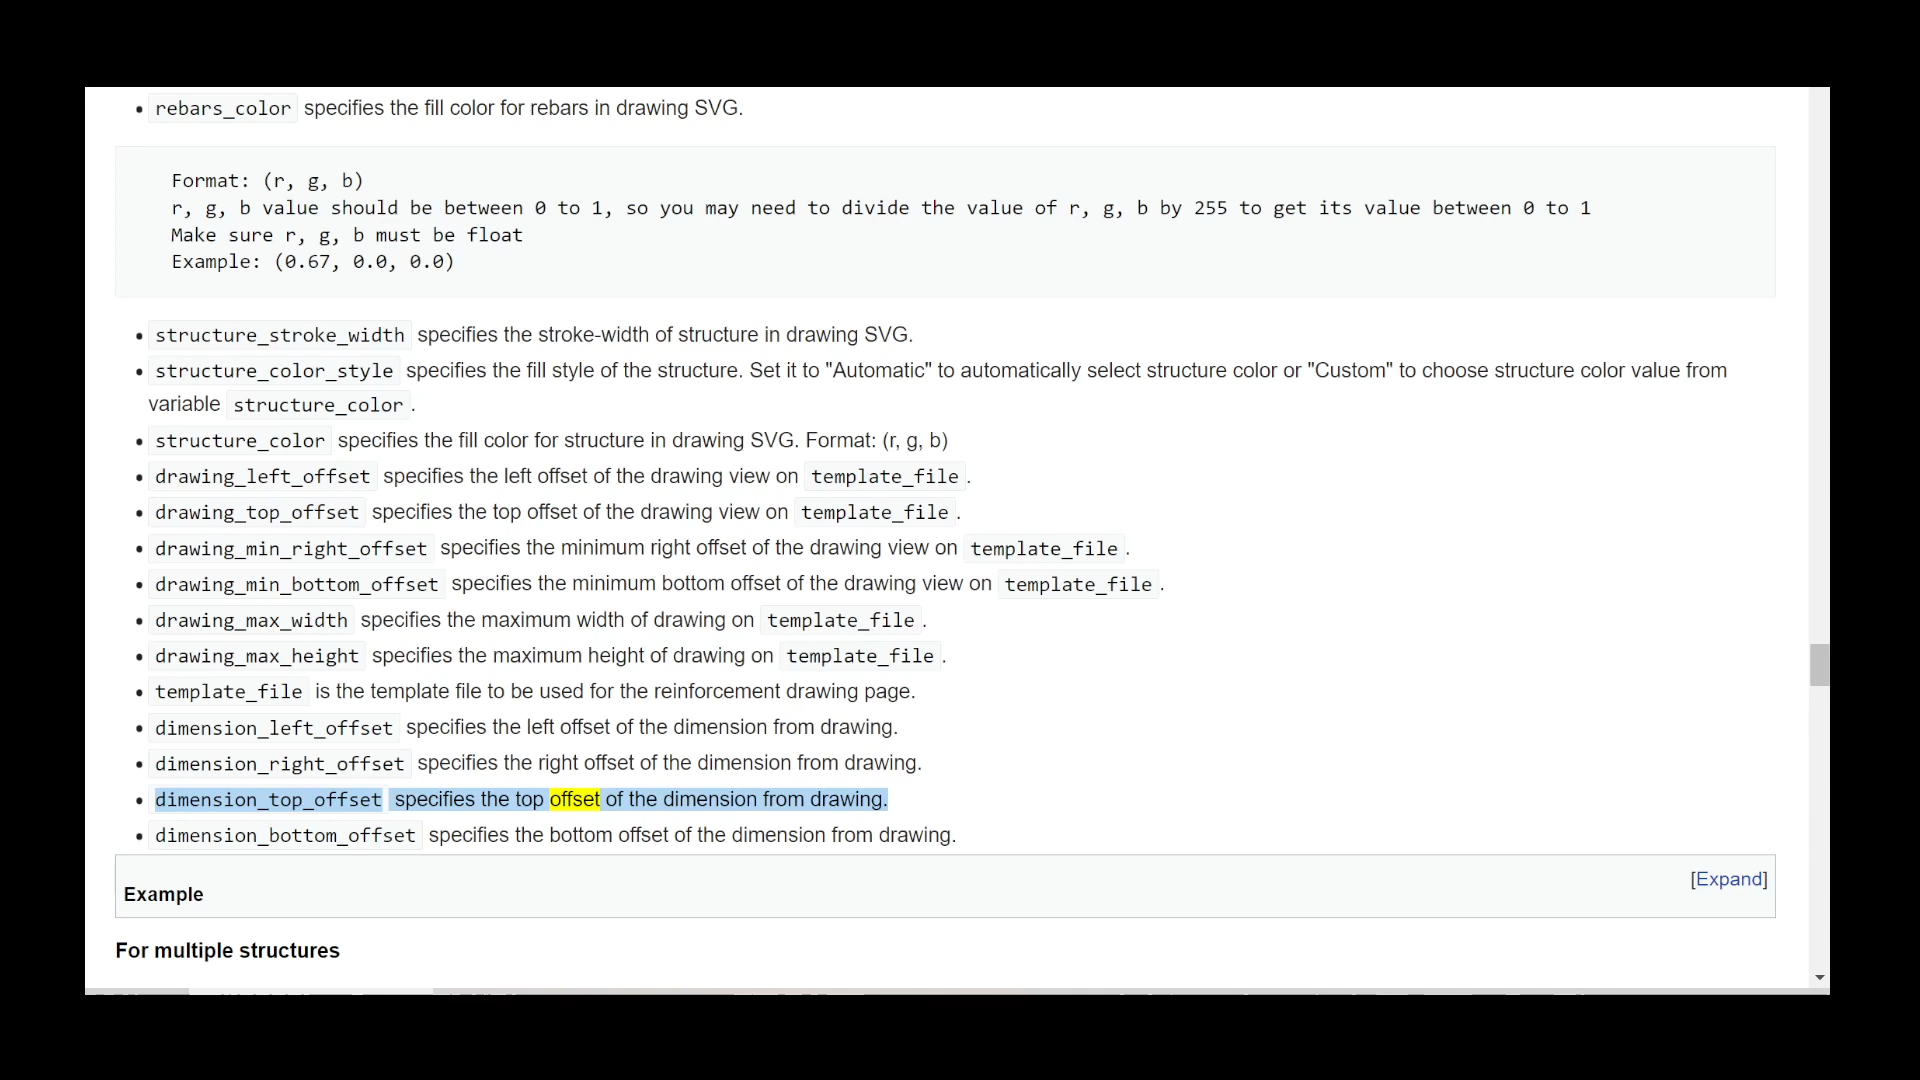 • rebars_color specifies the fill color for rebars in drawing SVG.
Format: (r, g, b)
r, g, b value should be between 0 to 1, so you may need to divide the value of r, g, b by 255 to get its value between 0 to 1
Make sure r, g, b must be float
Example: (0.67, 0.0, 0.0)
• structure_stroke_width specifies the stroke-width of structure in drawing SVG.
• structure_color_style specifies the fill style of the structure. Set it to "Automatic" to automatically select structure color or "Custom" to choose structure color value from
variable structure_color.
• structure_color specifies the fill color for structure in drawing SVG. Format: (r, g, b)
• drawing_left_offset specifies the left offset of the drawing view on template_file.
• drawing_top_offset specifies the top offset of the drawing view on template_file.
• drawing_min_right_offset specifies the minimum right offset of the drawing view on template_file.
• drawing_min_bottom_offset specifies the minimum bottom offset of the drawing view on template_file.
• drawing_max_width specifies the maximum width of drawing on template_file.
• drawing_max_height specifies the maximum height of drawing on template_file.
• template_file is the template file to be used for the reinforcement drawing page.
• dimension_left_offset specifies the left offset of the dimension from drawing.
• dimension_right_offset specifies the right offset of the dimension from drawing.
• dimension_top_offset specifies the top offset of the dimension from drawing.
• dimension_bottom_offset specifies the bottom offset of the dimension from drawing.
[Expand]
Example
For multiple structures